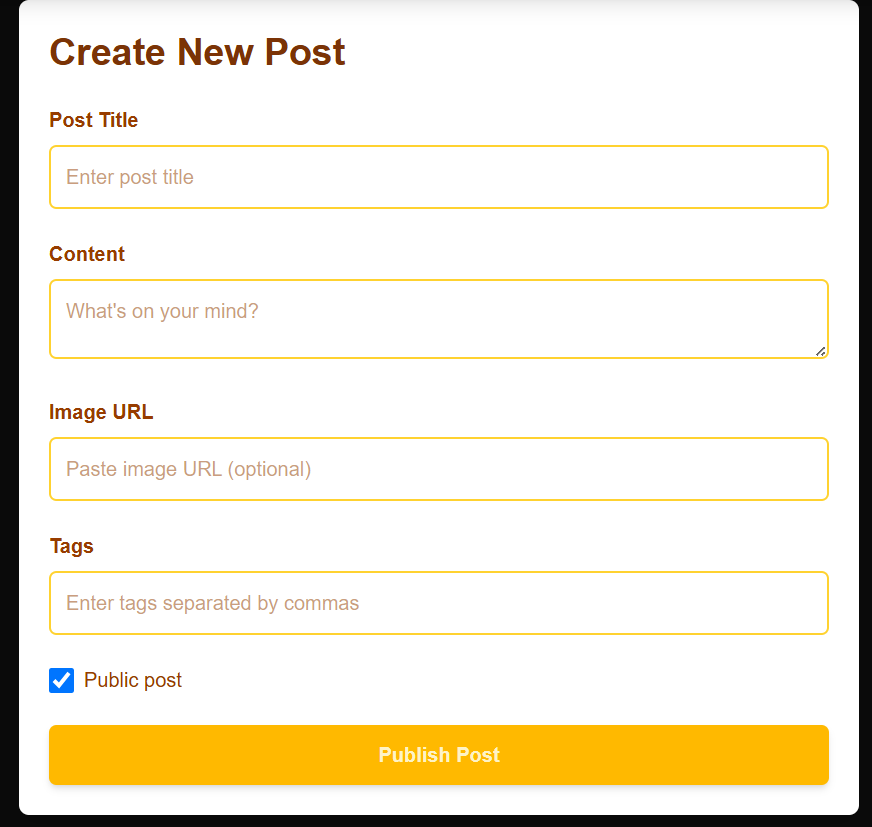 Create New Post
Post Title
Enter post title
Content
What's on your mind?
Image URL
Paste image URL (optional)
Tags
Enter tags separated by commas
Public post
Publish Post